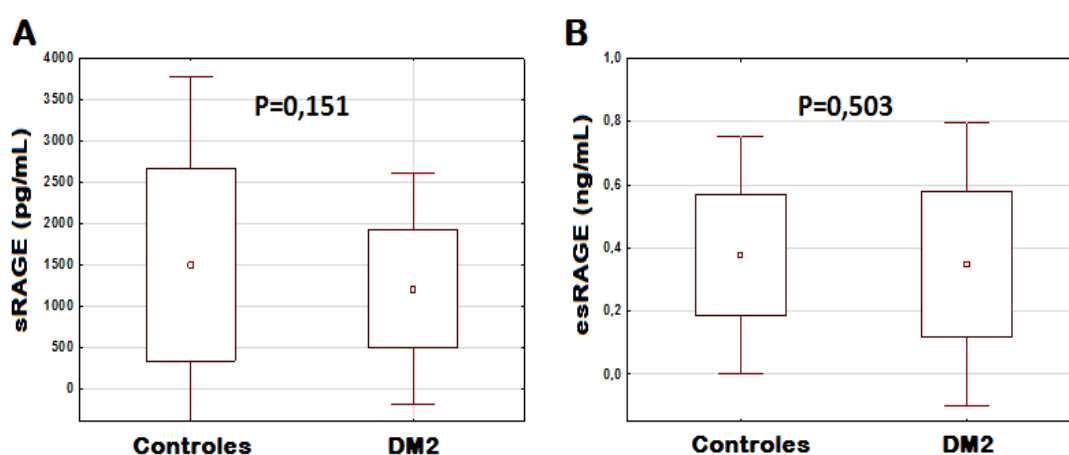 A
sRAGE (pg/mL)
4000
3500
3000
2500
2000
1500
1000
500
0
P=0,151
Controles
DM2
B
esRAGE (ng/mL)
1,0
0,8
0,6
0,4
0,2
0,0
P=0,503
Controles
DM2